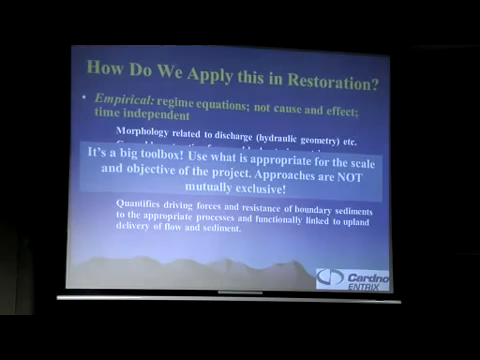 How Do We Apply this in Restoration?
• Empirical: regime equations; not cause and effect;
time independent
Morphology related to discharge (hydraulic geometry) etc.
It's a big toolbox! Use what is appropriate for the scale
and objective of the project. Approaches are NOT
mutually exclusive!
Quantifies driving forces and resistance of boundary sediments
to the appropriate processes and functionally linked to upland
delivery of flow and sediment.
Cardno
ENTRIX